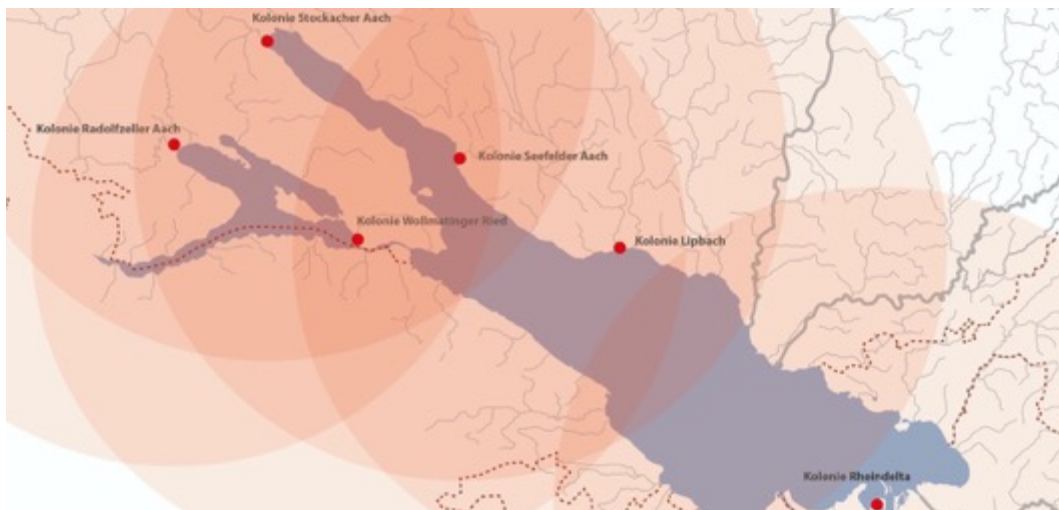 Kolonie Stockacher Aach
Kolonie Radolfzeller Aach
Kolonie Seefelder Aach
Kolonie Wollmatinger Ried
Kolonie Lipbach
Kolonie Rheindelta